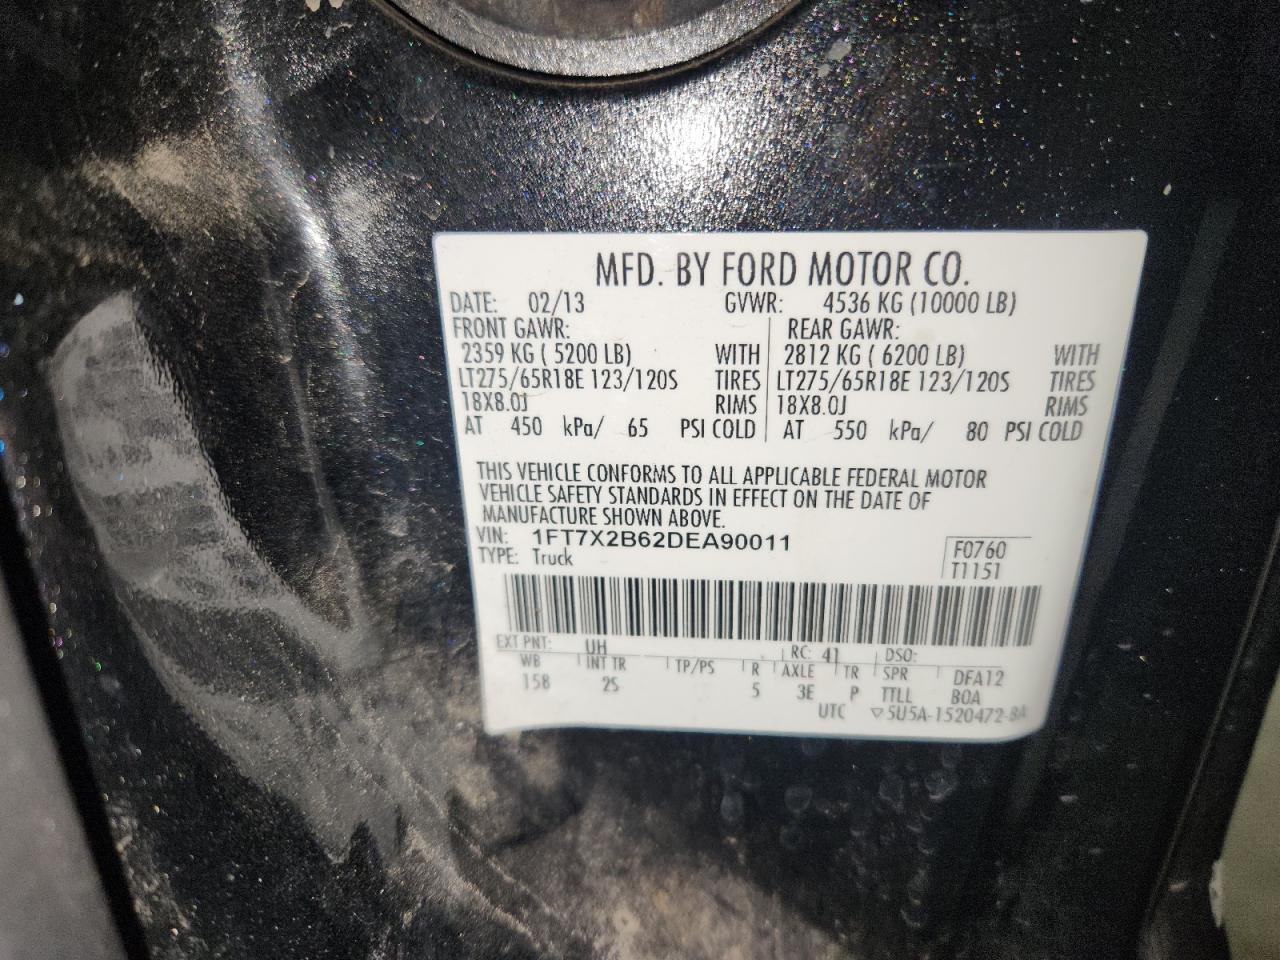 MFD. BY FORD MOTOR CO.
DATE: 02/13 GVWR: 4536 KG (10000 LB)
FRONT GAWR: REAR GAWR:
2359 KG ( 5200 LB) WITH 2812 KG ( 6200 LB) WITH
LT275/65R18E 123/120S TIRES LT275/65R18E 123/120S TIRES
18X8.0J RIMS 18X8.0J RIMS
AT 450 kPa/ 65 PSI COLD AT 550 kPa/ 80 PSI COLD
THIS VEHICLE CONFORMS TO ALL APPLICABLE FEDERAL MOTOR
VEHICLE SAFETY STANDARDS IN EFFECT ON THE DATE OF
MANUFACTURE SHOWN ABOVE.
VIN: 1FT7X2B62DEA90011 F0760
TYPE: Truck T1151
EXT PNT: UH RC: 41 DSO:
WB INT TR TP/PS R AXLE TR SPR DFA12
158 2S 5 3E P TTLL BOA
UTC ▽5U5A-1520472-BA